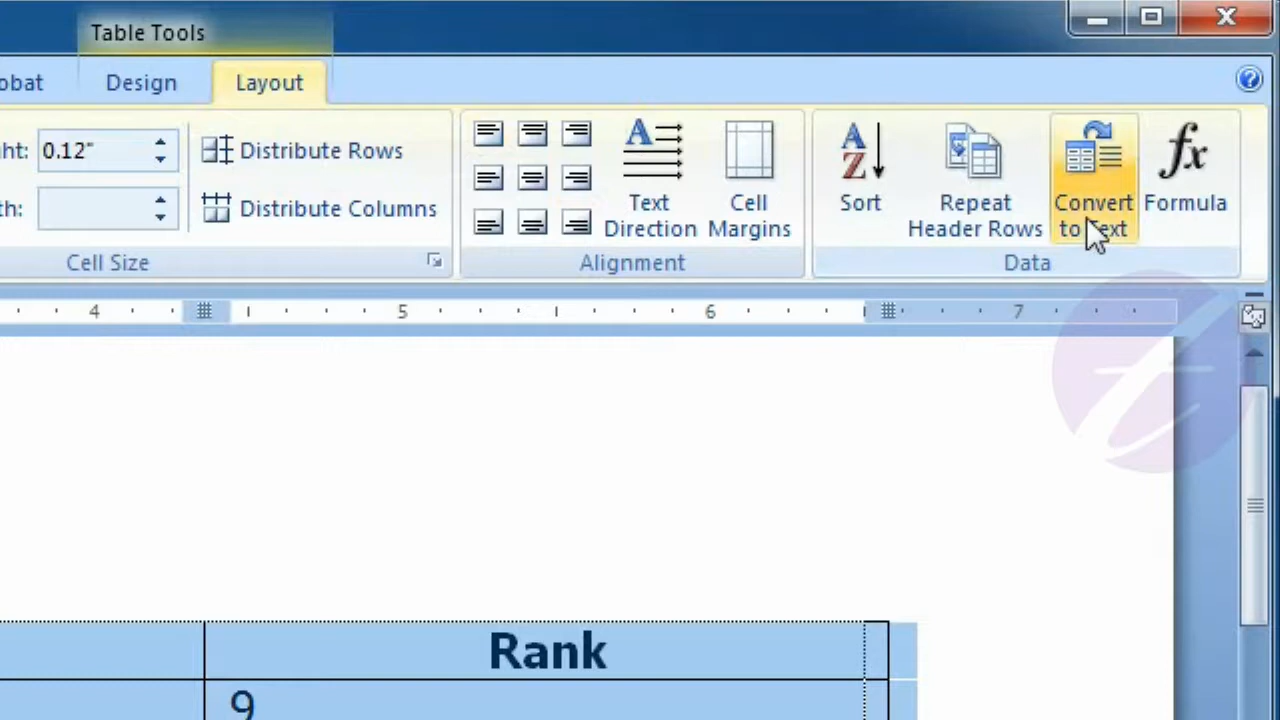 Table Tools
obat Design Layout
ht: 0.12" Distribute Rows
th: Distribute Columns
Cell Size
Text Direction
Cell Margins
Alignment
Sort
Repeat Header Rows
Convert to Text
Formula
Data
4 5 6 7
Rank
9